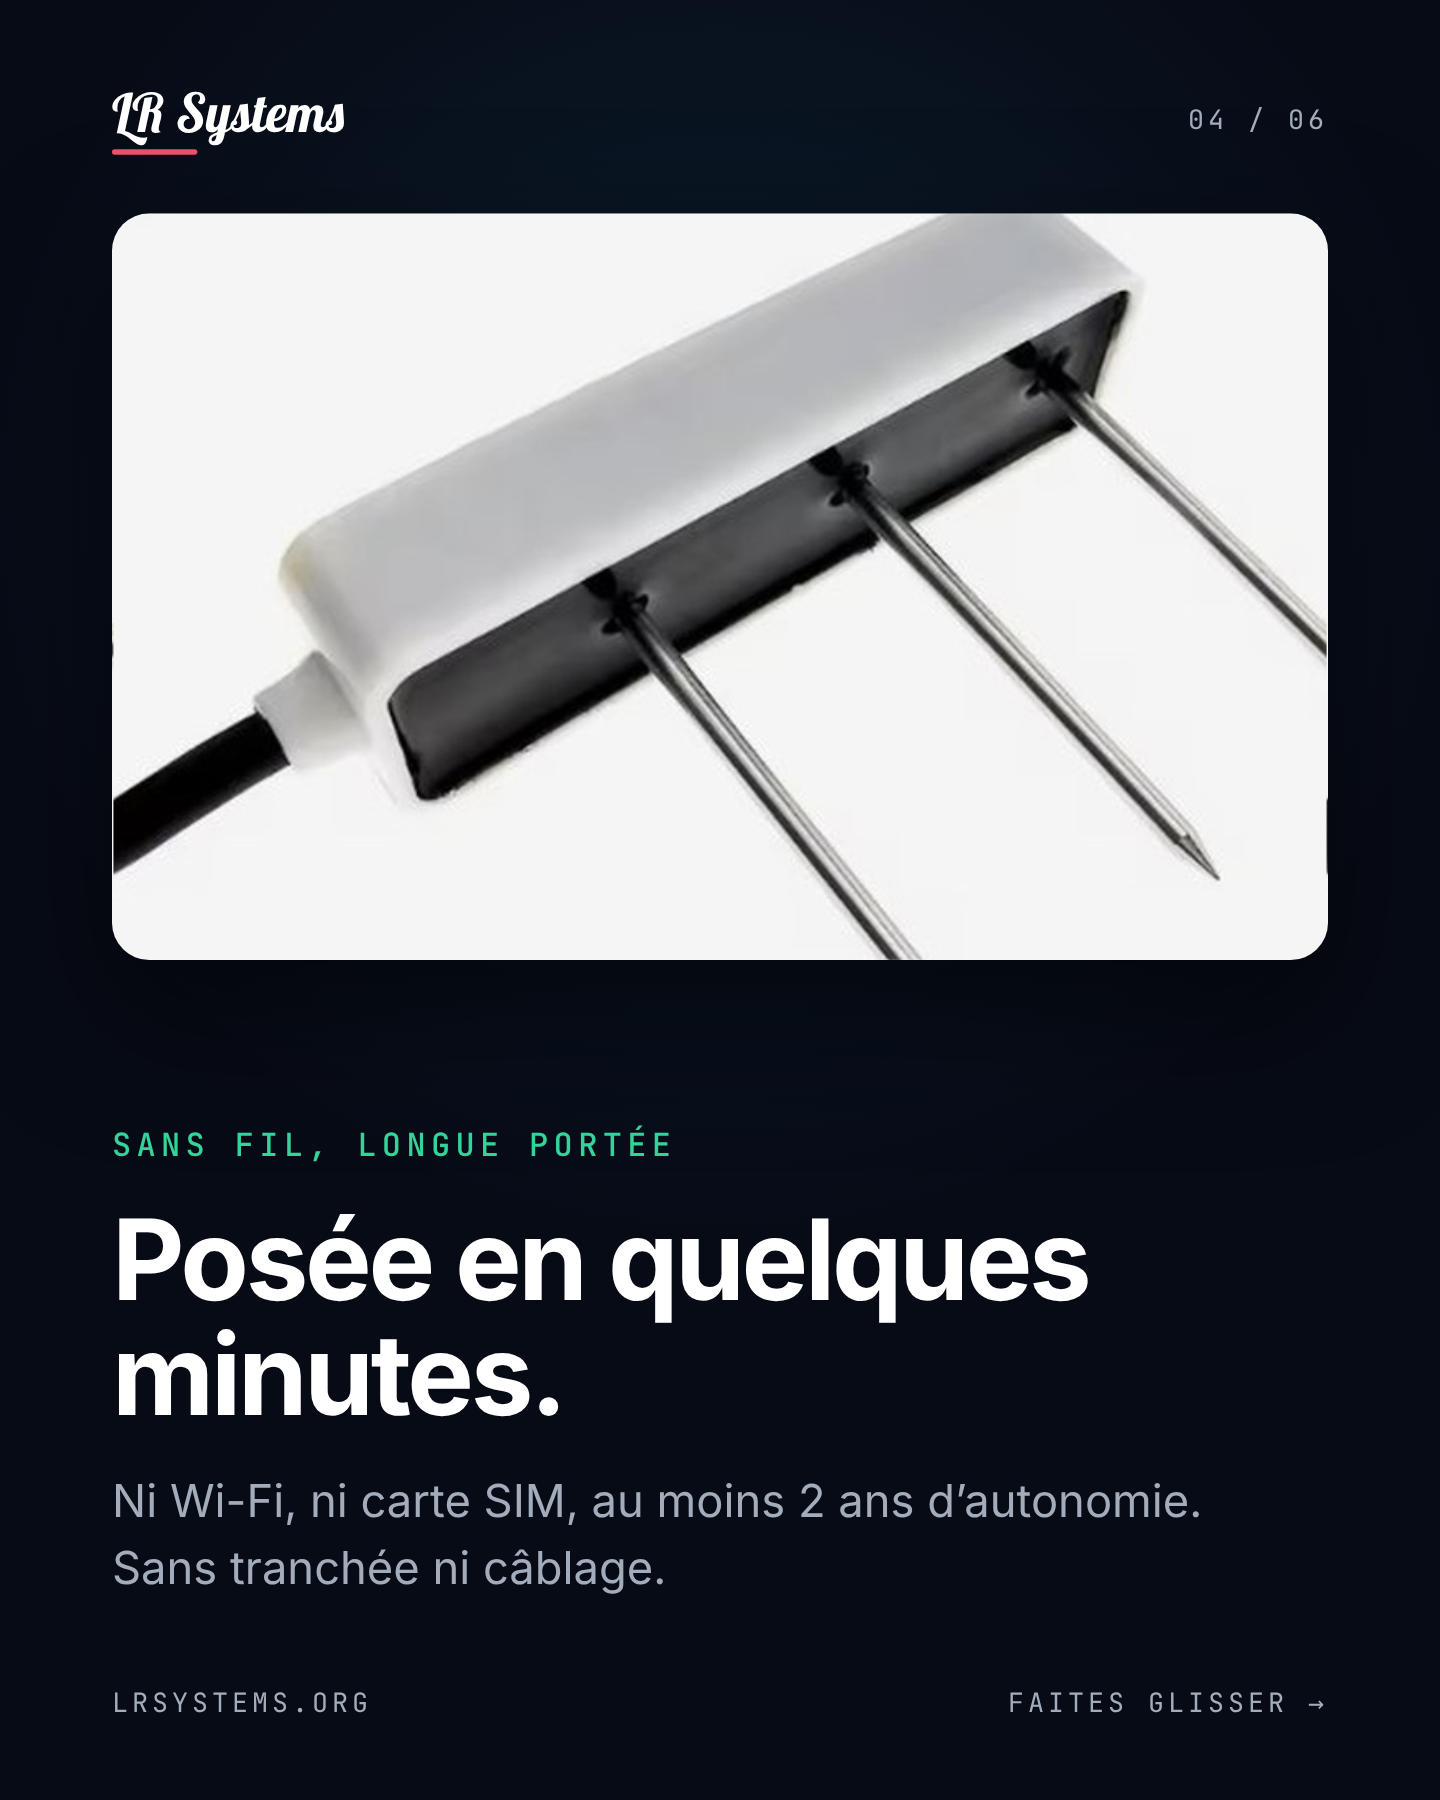 LR Systems
04 / 06
SANS FIL, LONGUE PORTÉE
Posée en quelques
minutes.
Ni Wi-Fi, ni carte SIM, au moins 2 ans d’autonomie.
Sans tranchée ni câblage.
LRSYSTEMS.ORG
FAITES GLISSER →